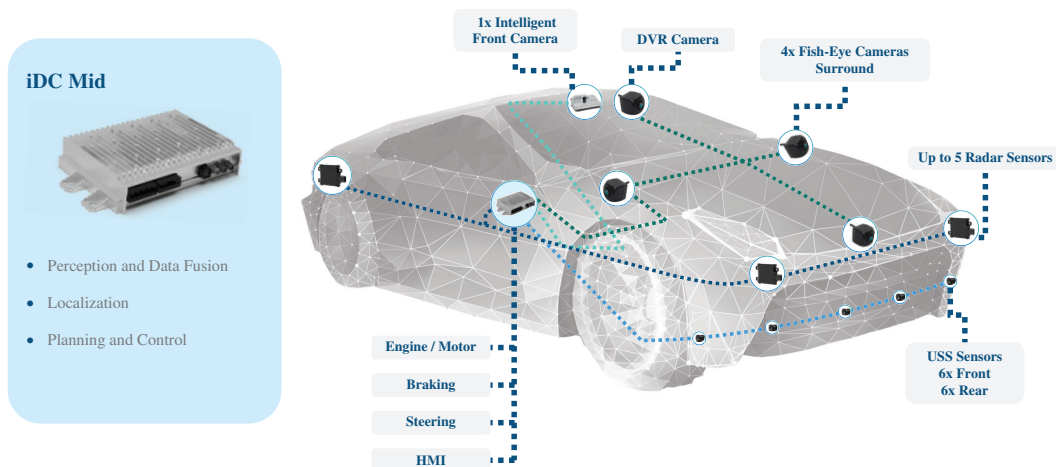 iDC Mid
Perception and Data Fusion
Localization
Planning and Control
1x Intelligent
Front Camera
DVR Camera
4x Fish-Eye Cameras
Surround
Up to 5 Radar Sensors
USS Sensors
6x Front
6x Rear
Engine / Motor
Braking
Steering
HMI